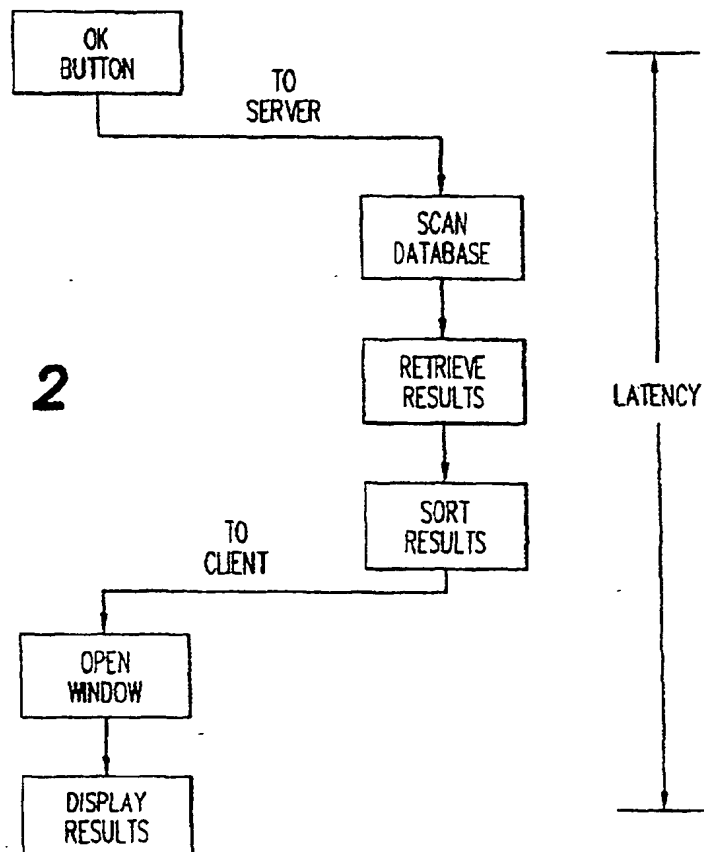 OK
BUTTON
TO
SERVER
SCAN
DATABASE
RETRIEVE
RESULTS
2
LATENCY
SORT
RESULTS
TO
CLIENT
OPEN
WINDOW
DISPLAY
RESULTS